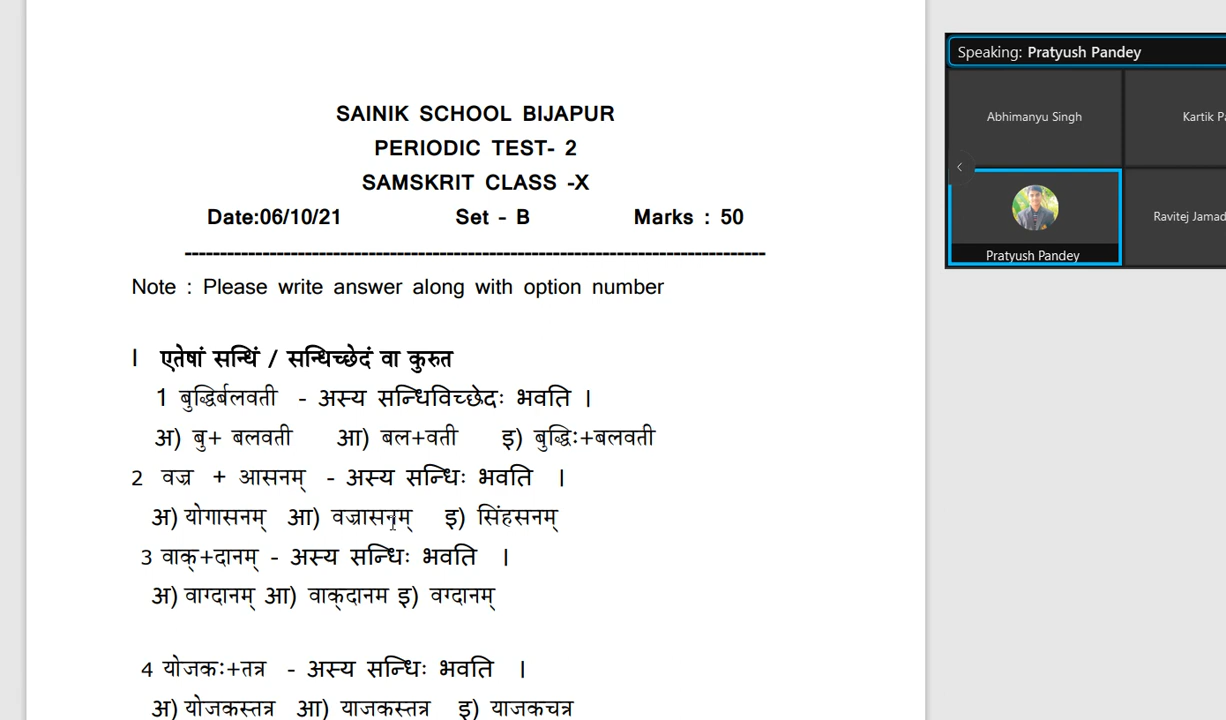 SAINIK SCHOOL BIJAPUR
PERIODIC TEST- 2
SAMSKRIT CLASS -X
Date:06/10/21 Set - B Marks : 50
--------------------------------------------------------------------------------
Note : Please write answer along with option number
I एतेषां सन्धिं / सन्धिच्छेदं वा कुरुत
1 बुद्धिर्बलवती - अस्य सन्धिविच्छेदः भवति ।
अ) बु+ बलवती आ) बल+वती इ) बुद्धिः+बलवती
2 वज्र + आसनम् - अस्य सन्धिः भवति ।
अ) योगासनम् आ) वज्रासनम् इ) सिंहसनम्
3 वाक्+दानम् - अस्य सन्धिः भवति ।
अ) वाग्दानम् आ) वाक्दानम इ) वग्दानम्
4 योजकः+तत्र - अस्य सन्धिः भवति ।
अ) योजकस्तत्र आ) याजकस्तत्र इ) याजकचत्र
Speaking: Pratyush Pandey
Abhimanyu Singh
Kartik P
Pratyush Pandey
Ravitej Jamad